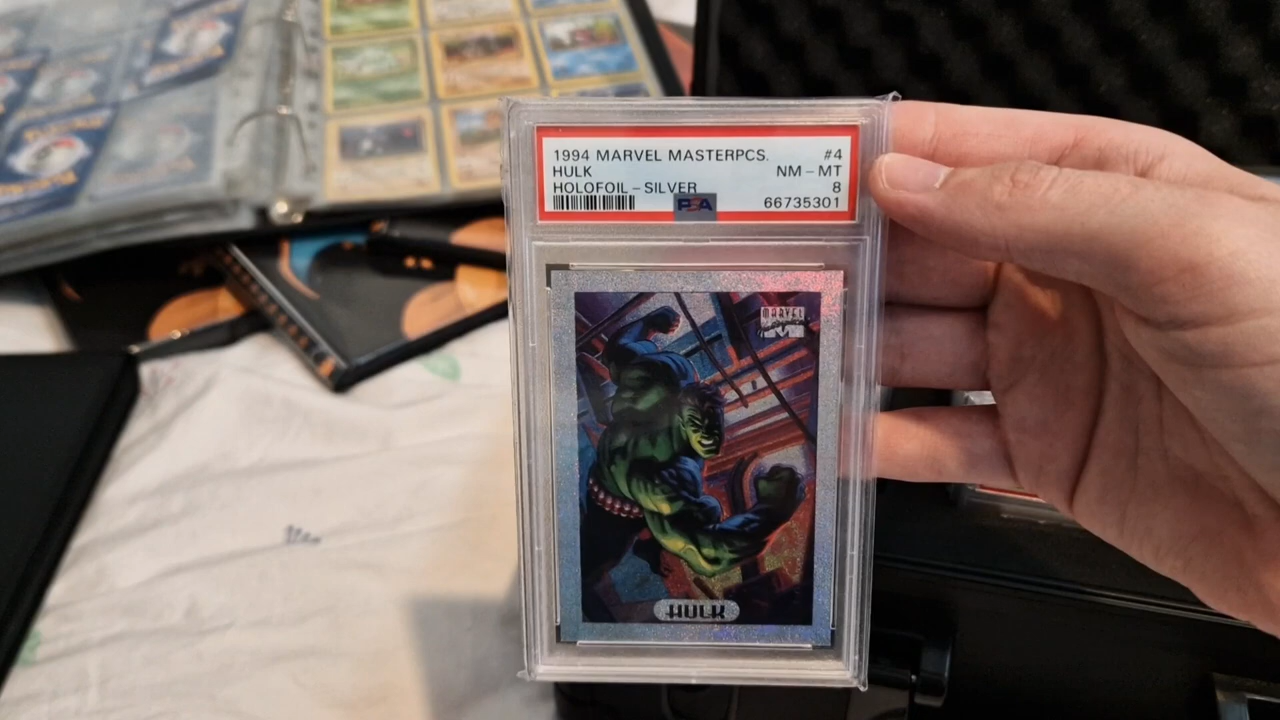 1994 MARVEL MASTERPCS. #4
HULK NM - MT
HOLOFOIL - SILVER 8
PSA 66735301
MARVEL
HULK